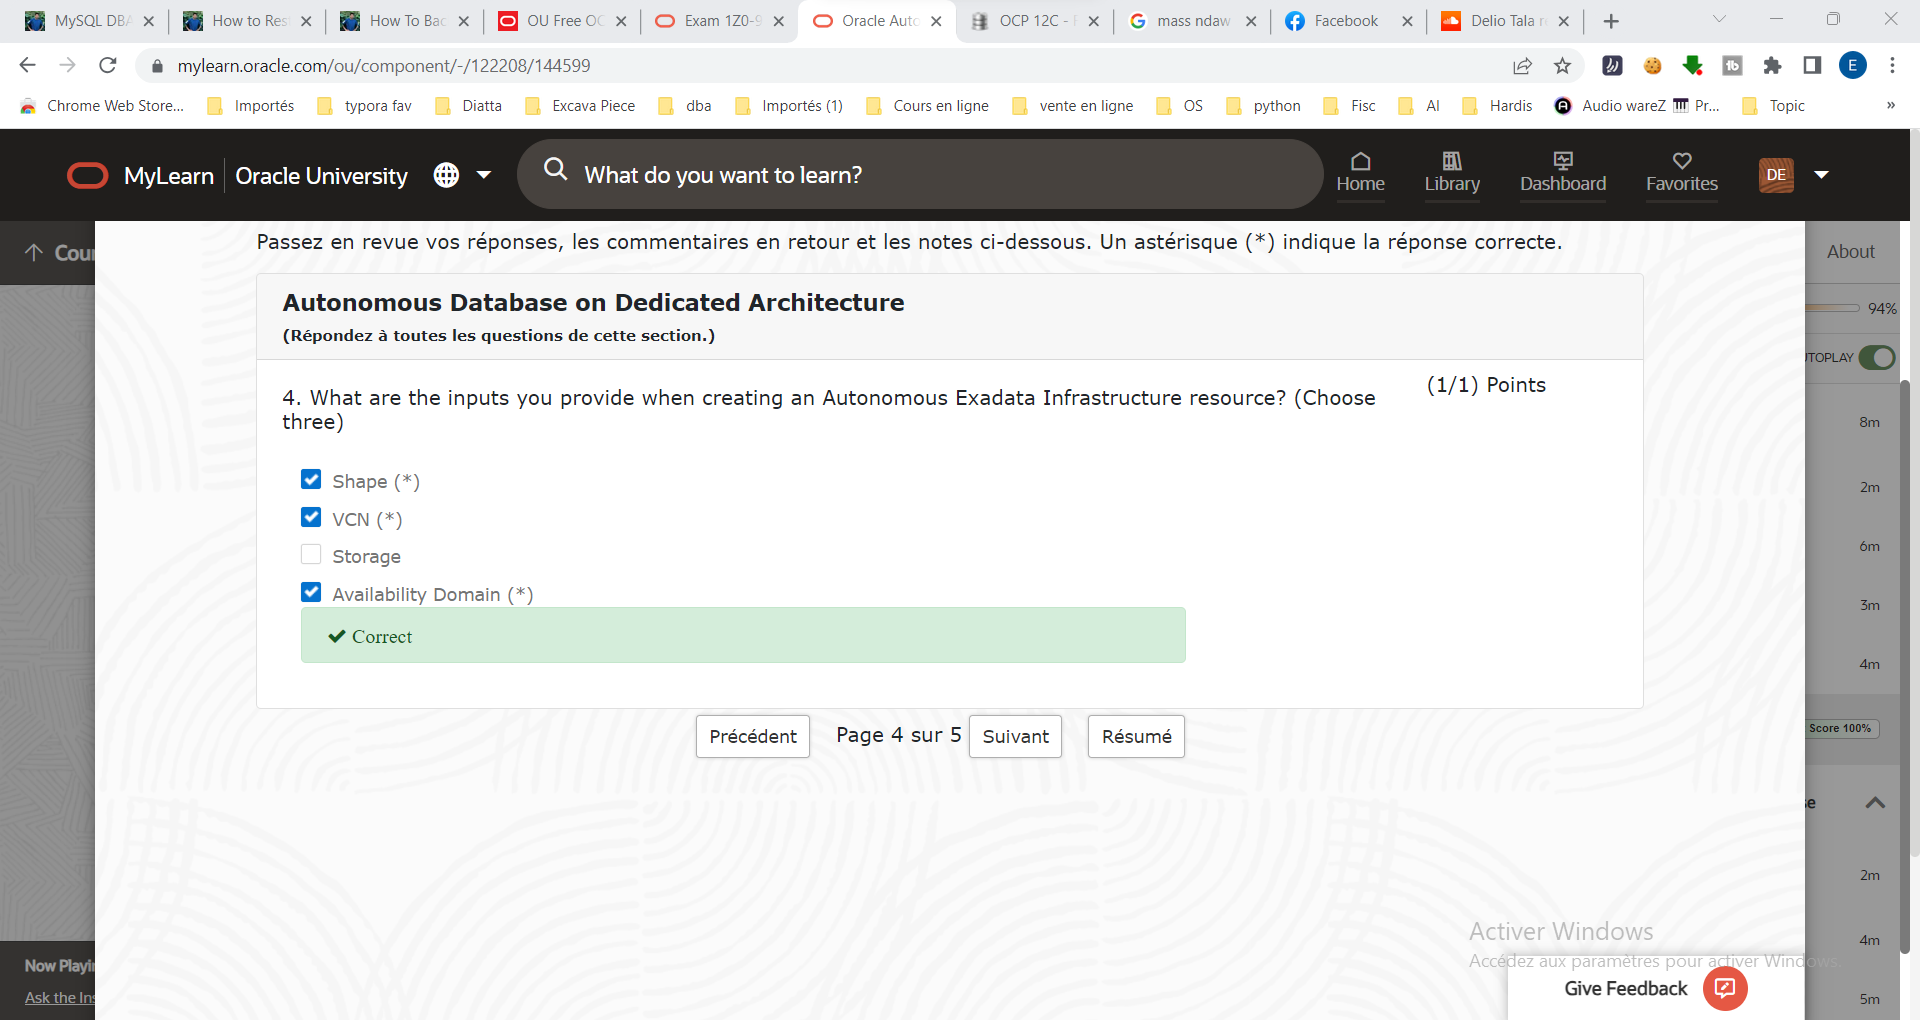 MySQL DBA
How to Res
How To Bac
OU Free OC
Exam 1Z0-9
Oracle Auto
OCP 12C -
mass ndaw
Facebook
Delio Tala r
mylearn.oracle.com/ou/component/-/122208/144599
E
Chrome Web Store...
Importés
typora fav
Diatta
Excava Piece
dba
Importés (1)
Cours en ligne
vente en ligne
OS
python
Fisc
AI
Hardis
Audio wareZ
Pr...
Topic
»
MyLearn
Oracle University
What do you want to learn?
Home
Library
Dashboard
Favorites
DE
Cour
About
94%
TOPLAY
Passez en revue vos réponses, les commentaires en retour et les notes ci-dessous. Un astérisque (*) indique la réponse correcte.
Autonomous Database on Dedicated Architecture
(Répondez à toutes les questions de cette section.)
4. What are the inputs you provide when creating an Autonomous Exadata Infrastructure resource? (Choose
three)
(1/1) Points
Shape (*)
VCN (*)
Storage
Availability Domain (*)
Correct
Précédent
Page 4 sur 5
Suivant
Résumé
8m
2m
6m
3m
4m
Score 100%
se
2m
4m
5m
Now Playi
Ask the Ins
Activer Windows
Accédez aux paramètres pour activer Windows.
Give Feedback